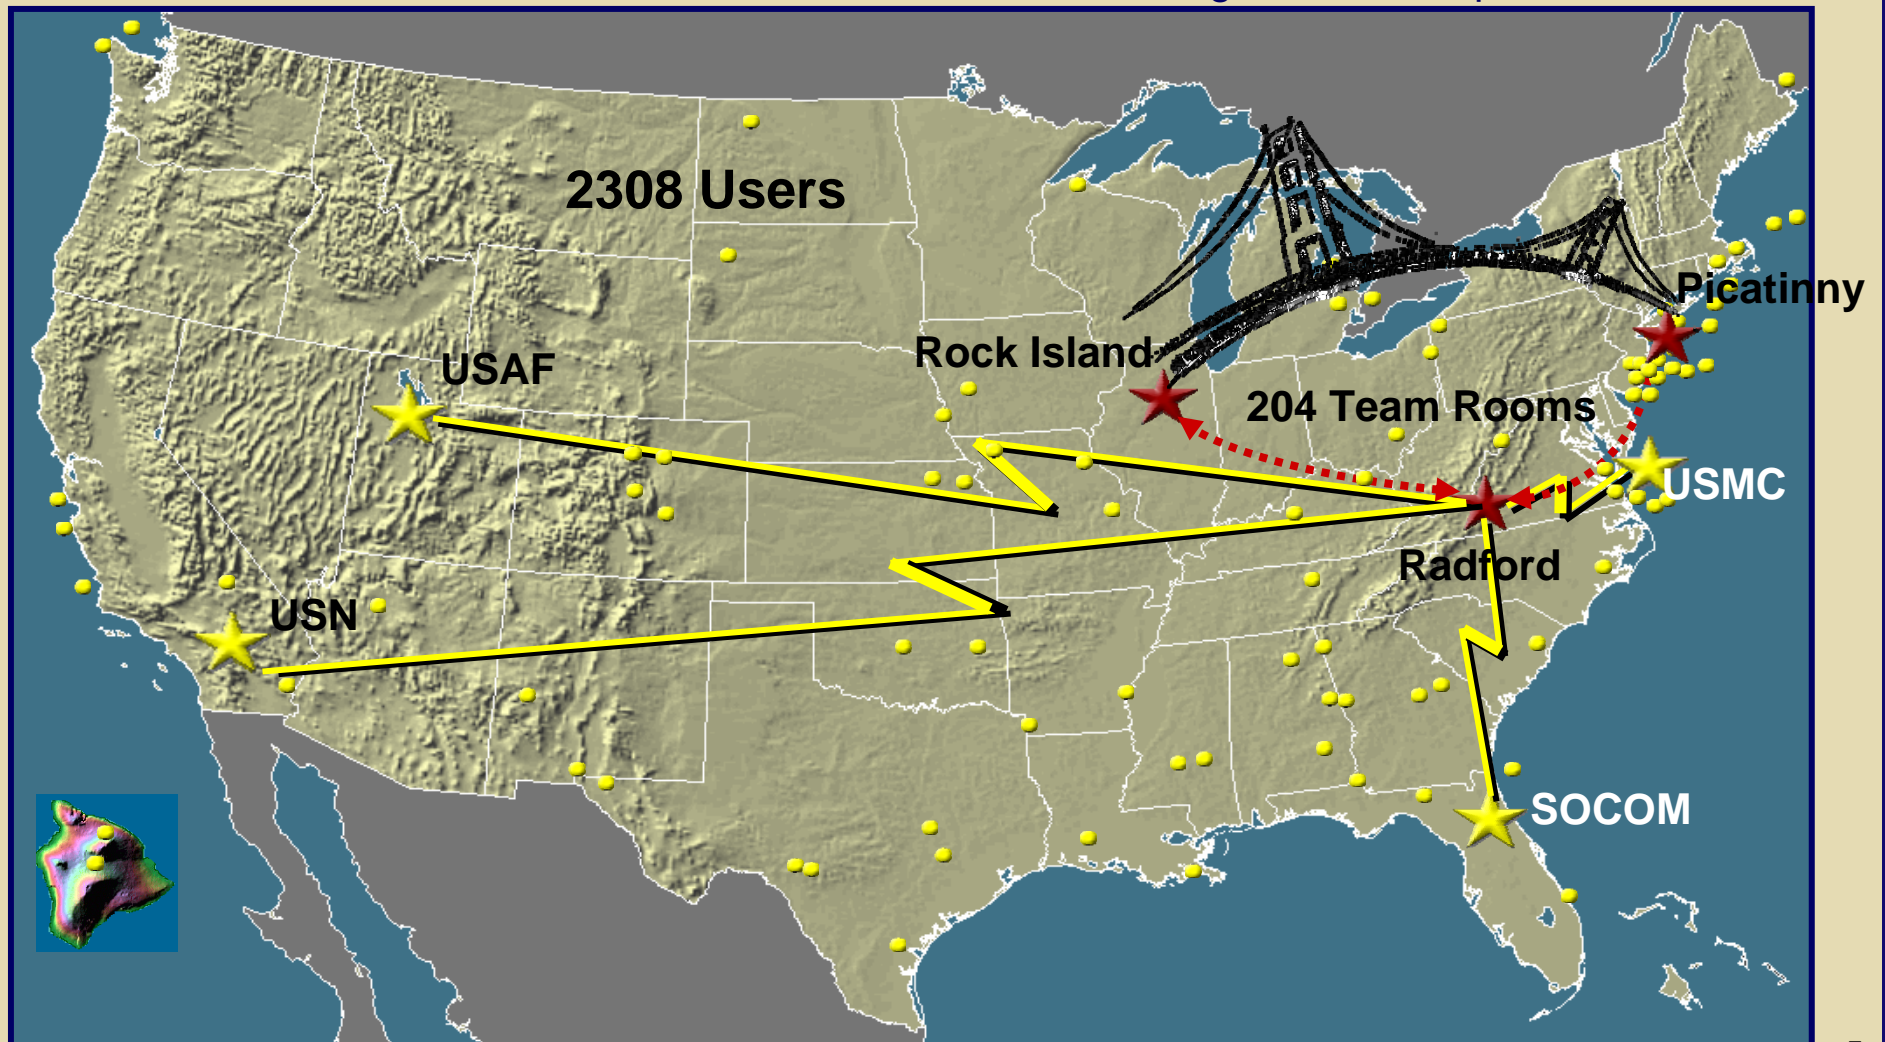 2308 Users
Picatinny
Rock Island
USAF
204 Team Rooms
USMC
Radford
USN
SOCOM